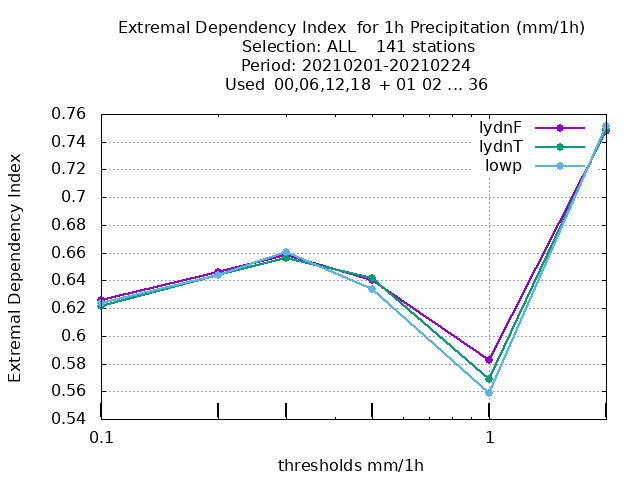 Extremal Dependency Index for 1h Precipitation (mm/1h)
Selection: ALL 141 stations
Period: 20210201-20210224
Used 00,06,12,18 + 01 02 ... 36
0.76
0.74
0.72
0.7
0.68
0.66
0.64
0.62
0.6
0.58
0.56
0.54
Extremal Dependency Index
lydnF
lydnT
lowp
0.1
1
thresholds mm/1h